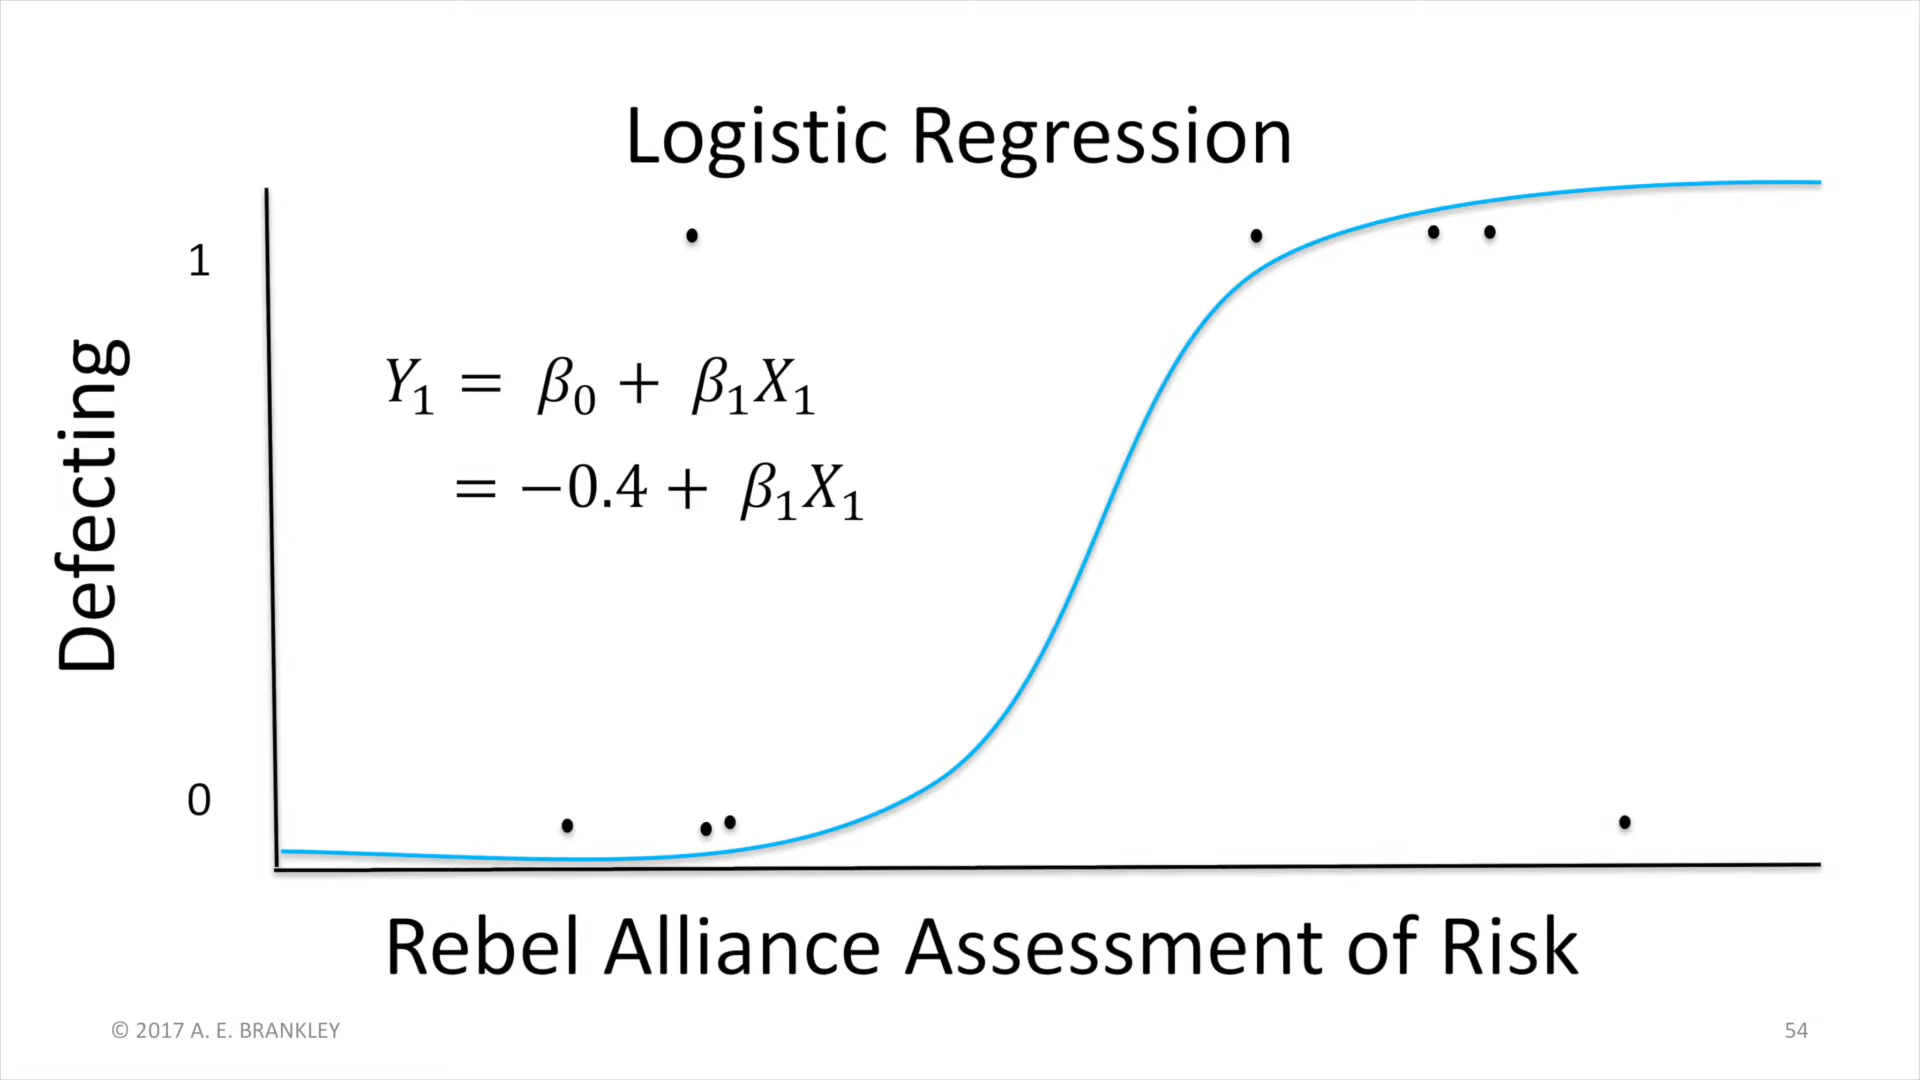 Logistic Regression
1
Y₁ = β₀ + β₁X₁
= −0.4 + β₁X₁
Defecting
0
Rebel Alliance Assessment of Risk
© 2017 A. E. BRANKLEY
54